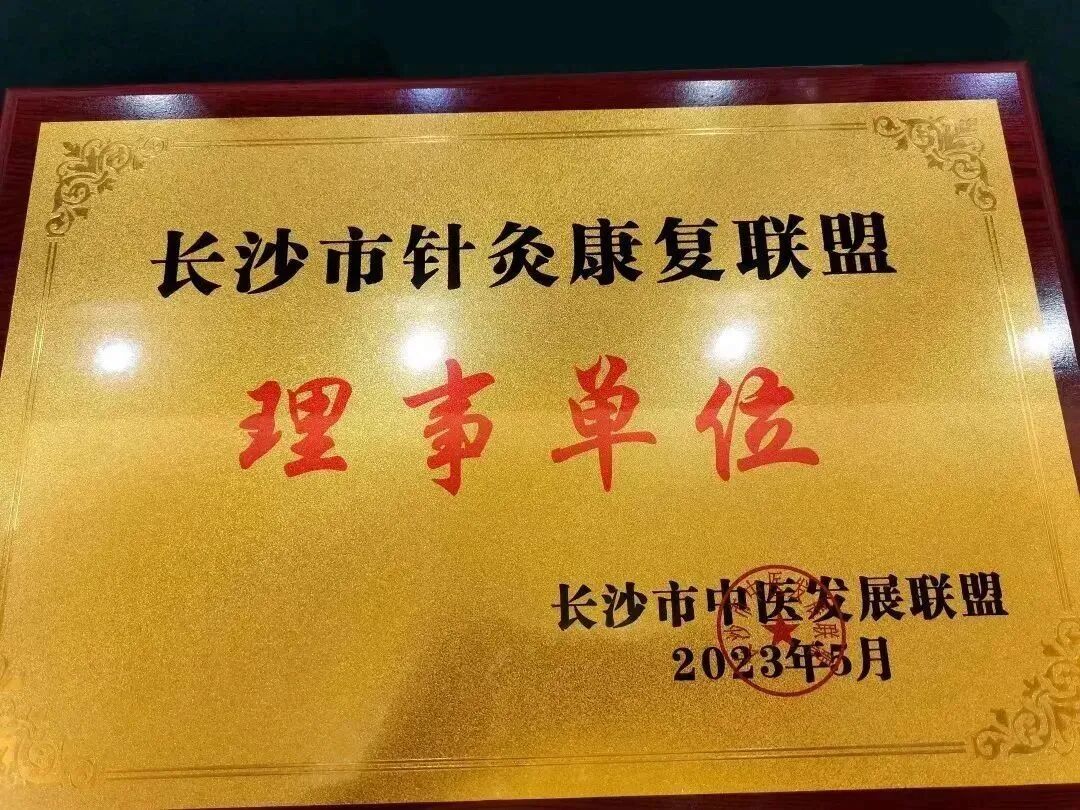 长沙市针灸康复联盟
理事单位
长沙市中医发展联盟
2023年5月